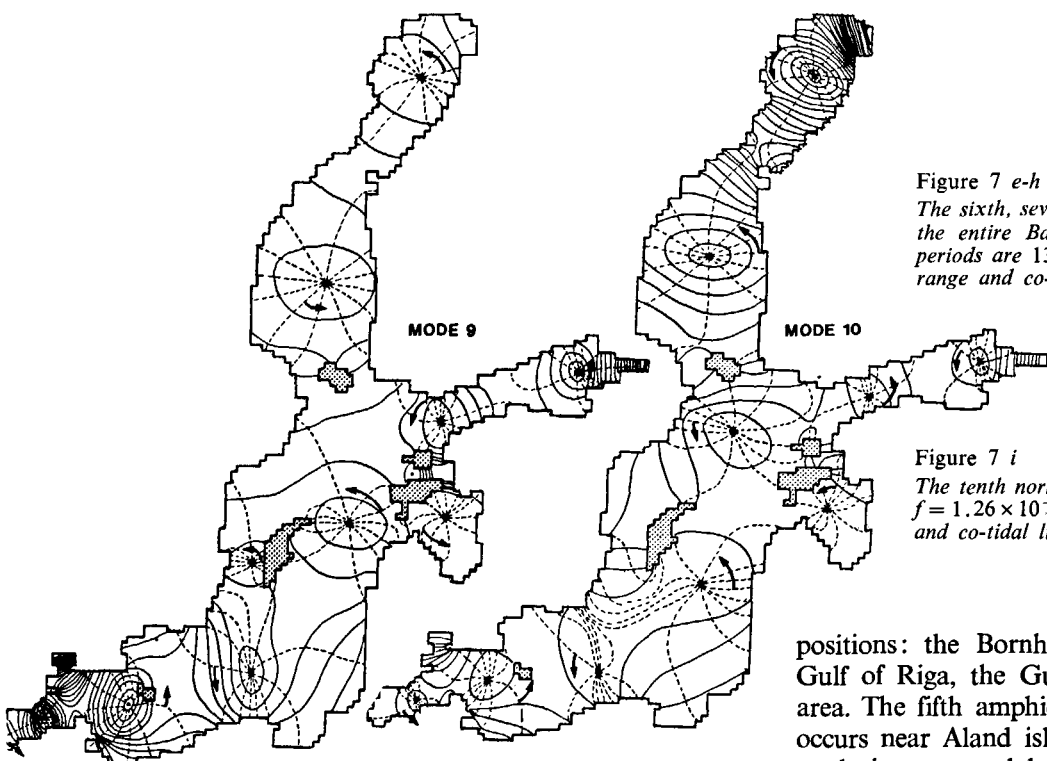 MODE 9
MODE 10
Figure 7 e-h
The sixth, sev
the entire Ba
periods are 13
range and co-
Figure 7 i
The tenth nor
f = 1.26 × 10
and co-tidal l
positions: the Bornh
Gulf of Riga, the Gu
area. The fifth amphi
occurs near Aland isl